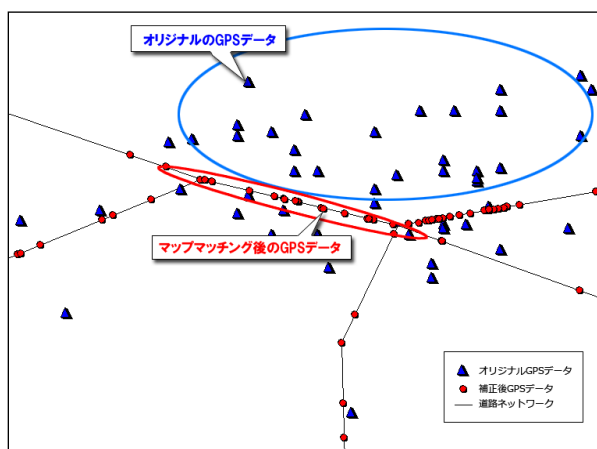 オリジナルのGPSデータ
マップマッチング後のGPSデータ
オリジナルGPSデータ
補正後GPSデータ
道路ネットワーク